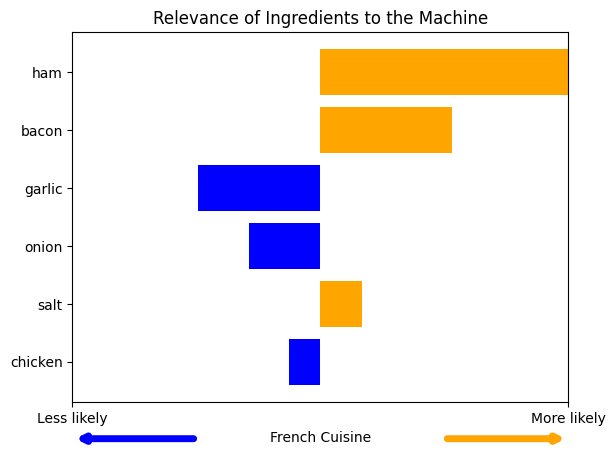 Relevance of Ingredients to the Machine
ham
bacon
garlic
onion
salt
chicken
Less likely
More likely
French Cuisine